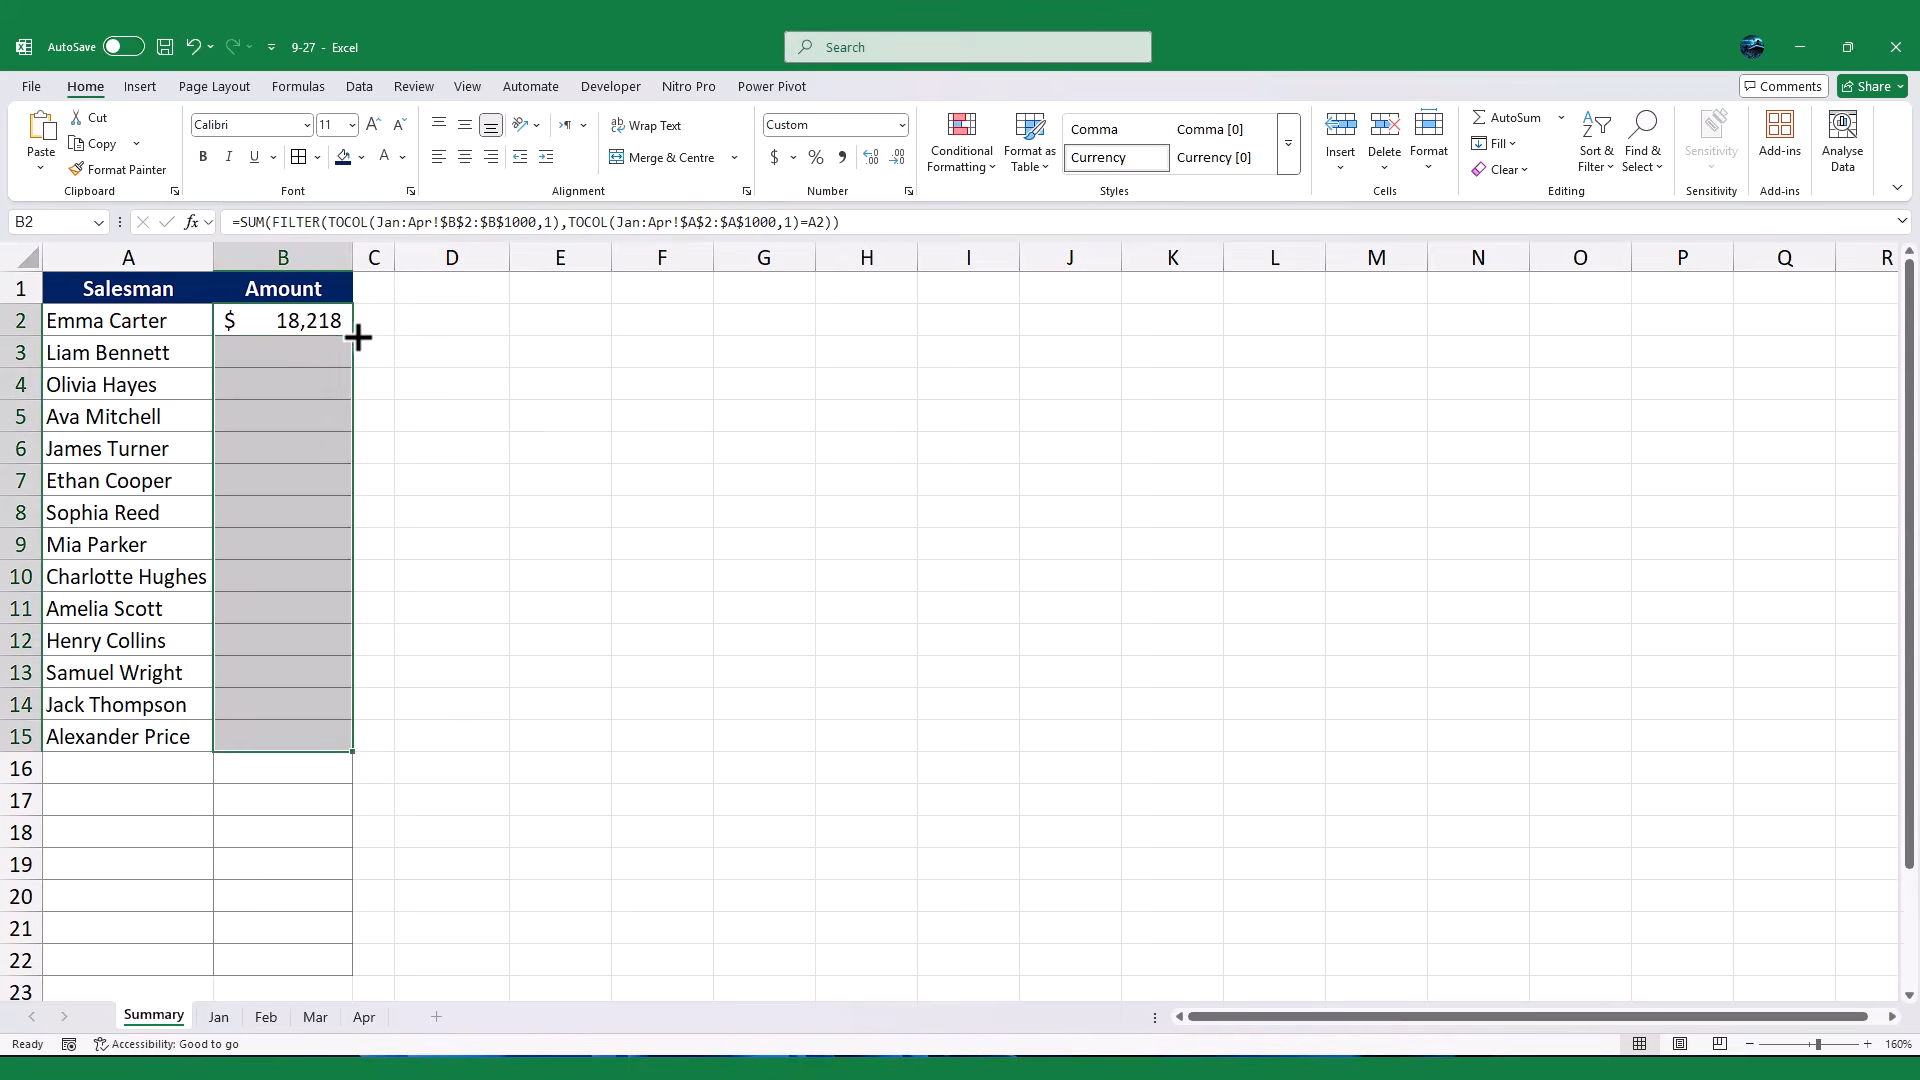 AutoSave
9-27 - Excel
Search
File Home Insert Page Layout Formulas Data Review View Automate Developer Nitro Pro Power Pivot
Comments Share
Paste
Cut
Copy
Format Painter
Clipboard
Calibri 11
B I U
Font
Wrap Text
Merge & Centre
Alignment
Custom
$ %
Number
Conditional Formatting
Format as Table
Comma Comma [0]
Currency Currency [0]
Styles
Insert Delete Format
Cells
AutoSum
Fill
Clear
Sort & Filter
Find & Select
Editing
Sensitivity
Sensitivity
Add-ins
Add-ins
Analyse Data
B2
fx
=SUM(FILTER(TOCOL(Jan:Apr!$B$2:$B$1000,1),TOCOL(Jan:Apr!$A$2:$A$1000,1)=A2))
A B C D E F G H I J K L M N O P Q R
1 Salesman Amount
2 Emma Carter $ 18,218
3 Liam Bennett
4 Olivia Hayes
5 Ava Mitchell
6 James Turner
7 Ethan Cooper
8 Sophia Reed
9 Mia Parker
10 Charlotte Hughes
11 Amelia Scott
12 Henry Collins
13 Samuel Wright
14 Jack Thompson
15 Alexander Price
16
17
18
19
20
21
22
23
Summary Jan Feb Mar Apr
Ready Accessibility: Good to go
160%